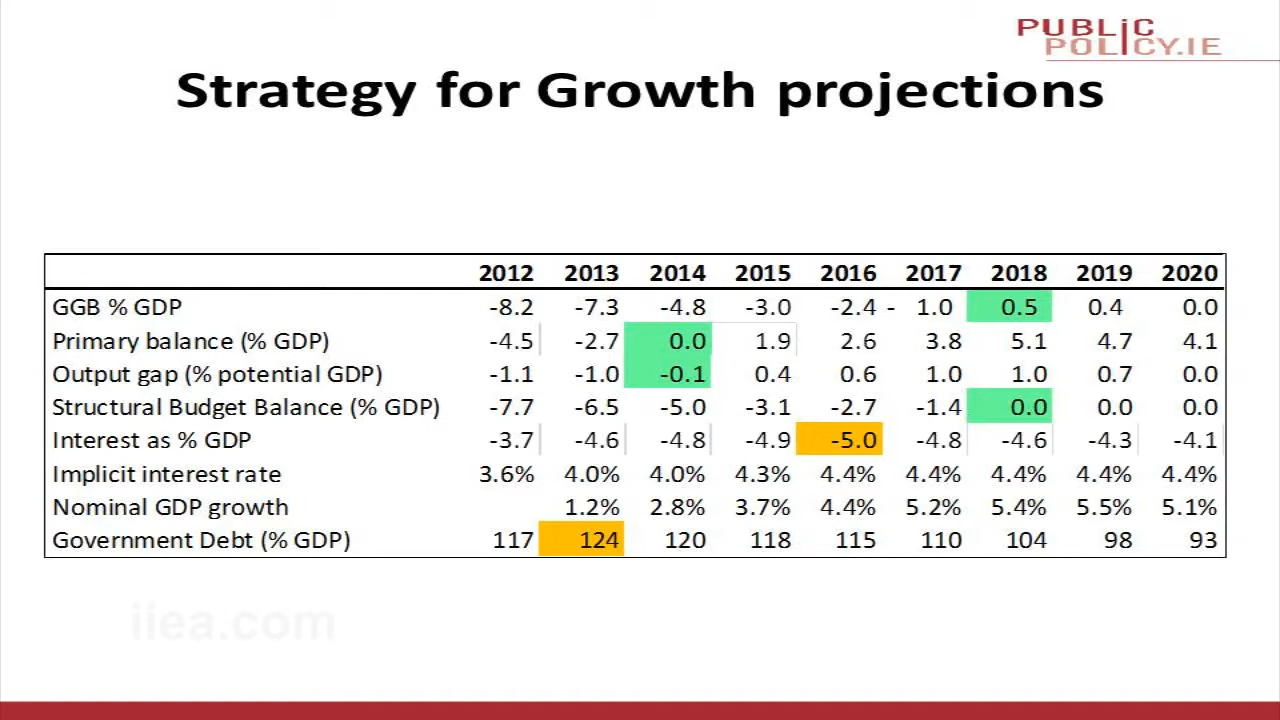 PUBLIC
POLICY.IE
Strategy for Growth projections
2012 2013 2014 2015 2016 2017 2018 2019 2020
GGB % GDP -8.2 -7.3 -4.8 -3.0 -2.4 - 1.0 0.5 0.4 0.0
Primary balance (% GDP) -4.5 -2.7 0.0 1.9 2.6 3.8 5.1 4.7 4.1
Output gap (% potential GDP) -1.1 -1.0 -0.1 0.4 0.6 1.0 1.0 0.7 0.0
Structural Budget Balance (% GDP) -7.7 -6.5 -5.0 -3.1 -2.7 -1.4 0.0 0.0 0.0
Interest as % GDP -3.7 -4.6 -4.8 -4.9 -5.0 -4.8 -4.6 -4.3 -4.1
Implicit interest rate 3.6% 4.0% 4.0% 4.3% 4.4% 4.4% 4.4% 4.4% 4.4%
Nominal GDP growth 1.2% 2.8% 3.7% 4.4% 5.2% 5.4% 5.5% 5.1%
Government Debt (% GDP) 117 124 120 118 115 110 104 98 93
iiea.com